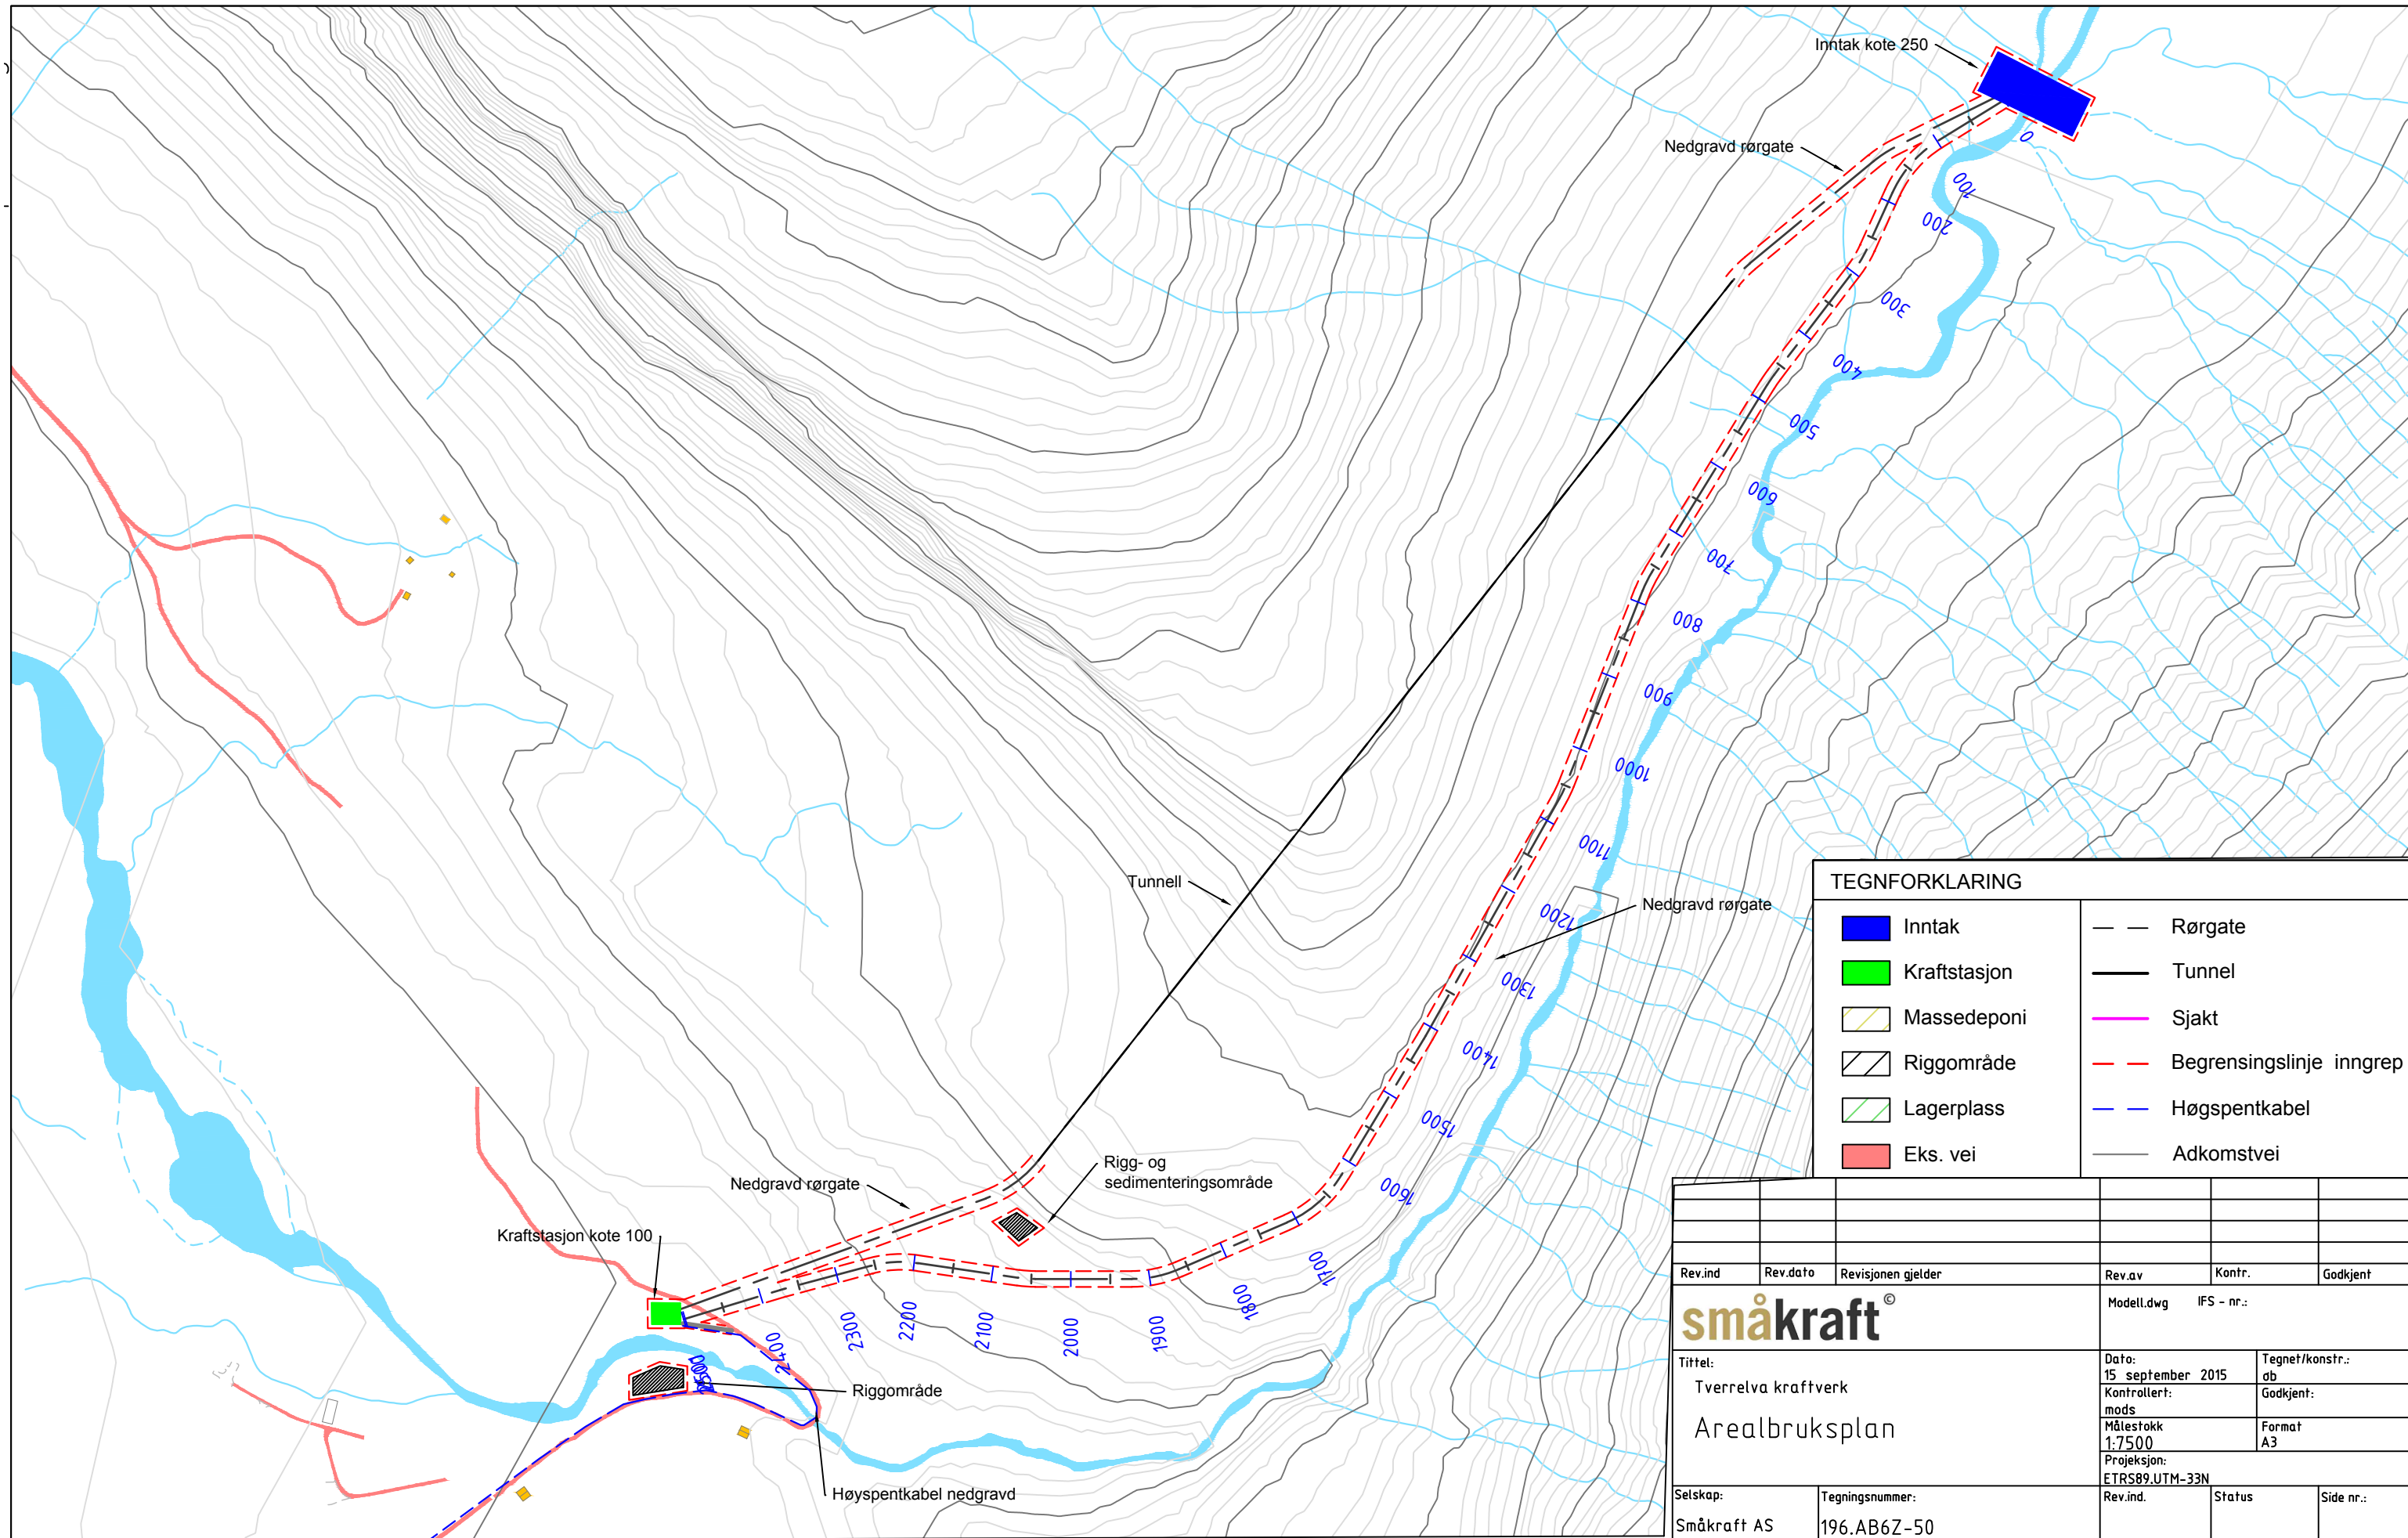 Inntak kote 250
Nedgravd rørgate
0
100
200
300
400
500
600
700
800
900
1000
1100
1200
1300
1400
1500
1600
1700
1800
1900
2000
2100
2200
2300
2400
Tunnell
Nedgravd rørgate
Rigg- og
sedimenteringsområde
Nedgravd rørgate
Kraftstasjon kote 100
Riggområde
Høyspentkabel nedgravd
TEGNFORKLARING
Inntak
Kraftstasjon
Massedeponi
Riggområde
Lagerplass
Eks. vei
Rørgate
Tunnel
Sjakt
Begrensingslinje inngrep
Høgspentkabel
Adkomstvei
Rev.ind
Rev.dato
Revisjonen gjelder
Rev.av
Kontr.
Godkjent
småkraft©
Modell.dwg
IFS - nr.:
Tittel:
Tverrelva kraftverk
Arealbruksplan
Dato:
15 september 2015
Tegnet/konstr.:
øb
Kontrollert:
mods
Godkjent:
Målestokk
1:7500
Format
A3
Projeksjon:
ETRS89.UTM-33N
Selskap:
Småkraft AS
Tegningsnummer:
196.AB6Z-50
Rev.ind.
Status
Side nr.: